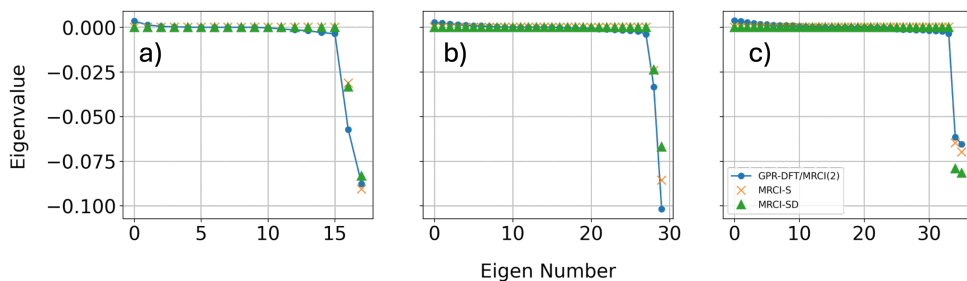 0.000
−0.025
−0.050
−0.075
−0.100
Eigenvalue
a)
0 5 10 15
b)
0 10 20 30
c)
GPR-DFT/MRCI(2)
MRCI-S
MRCI-SD
0 10 20 30
Eigen Number